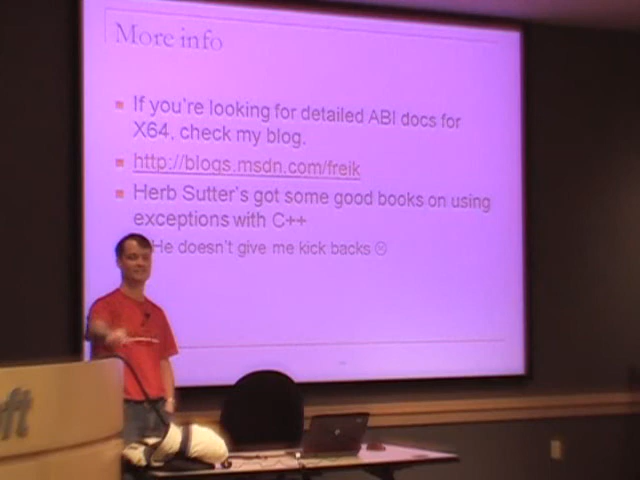 More info
If you're looking for detailed ABI docs for
X64, check my blog.
http://blogs.msdn.com/freik
Herb Sutter's got some good books on using
exceptions with C++
He doesn't give me kick backs ☹
ft